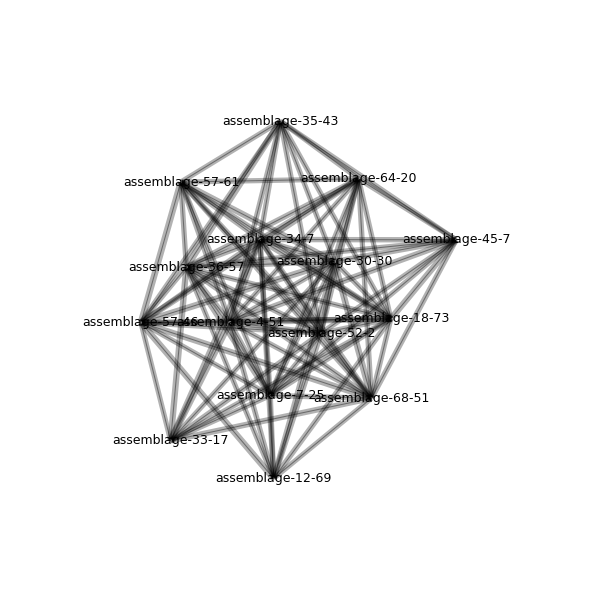 assemblage-35-43
assemblage-64-20
assemblage-57-61
assemblage-34-7
assemblage-45-7
assemblage-30-30
assemblage-36-57
assemblage-18-73
assemblage-57-46
assemblage-4-51
assemblage-52-2
assemblage-7-25
assemblage-68-51
assemblage-33-17
assemblage-12-69